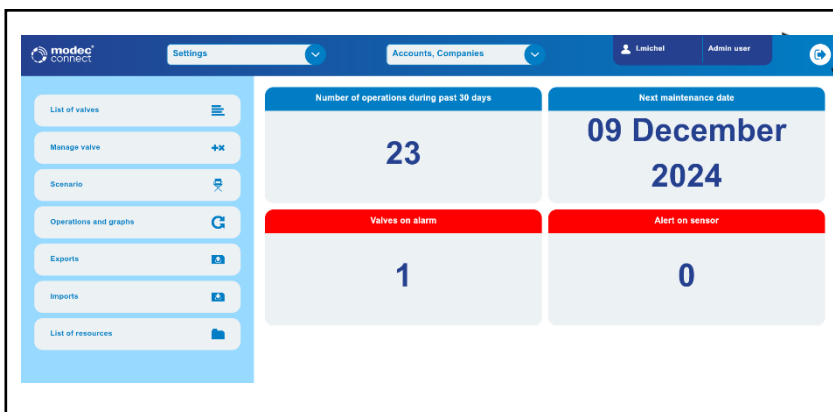 modec
connect
Settings
Accounts, Companies
Lmichel
Admin user
List of valves
Manage valve
Scenario
Operations and graphs
Exports
Imports
List of resources
Number of operations during past 30 days
23
Next maintenance date
09 December
2024
Valves on alarm
1
Alert on sensor
0